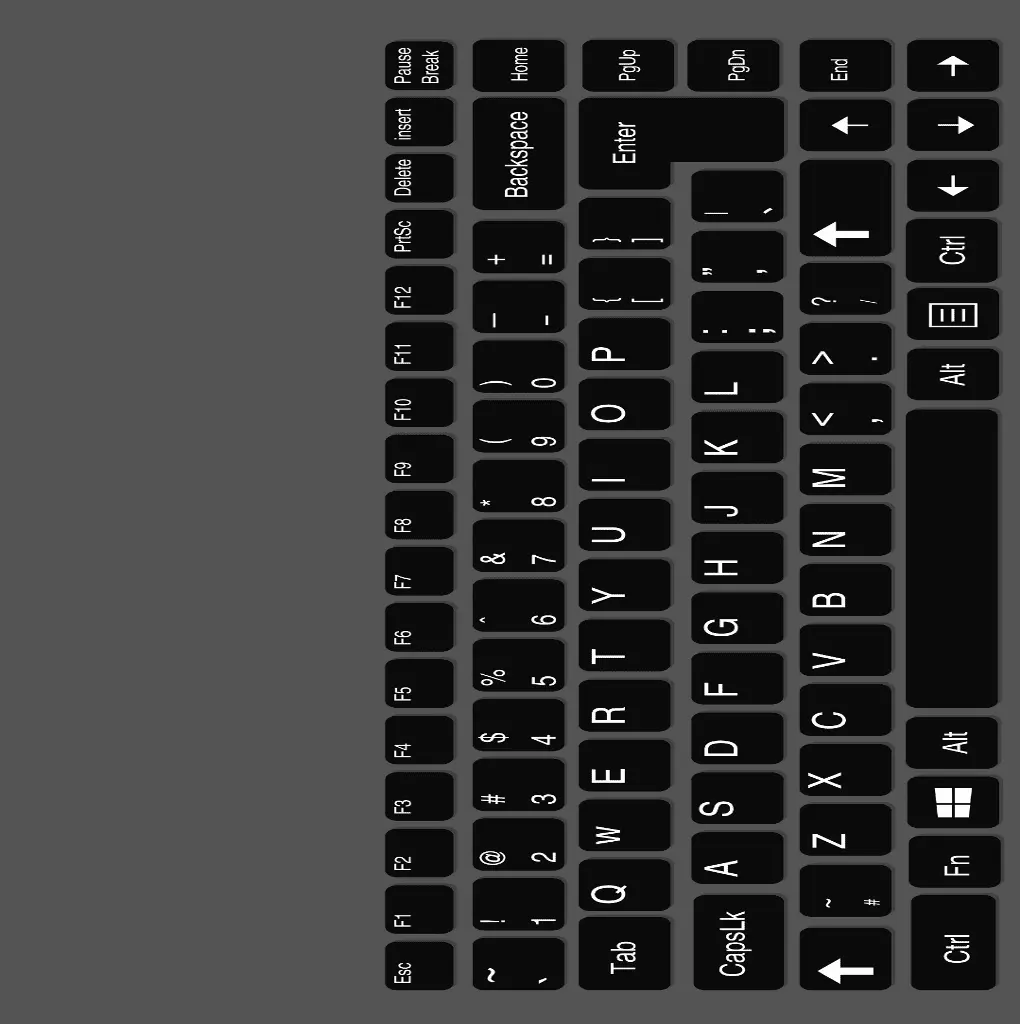 Esc F1 F2 F3 F4 F5 F6 F7 F8 F9 F10 F11 F12 PrtSc Delete insert Pause
Break
~ ! @ # $ % ^ & * ( ) _ + Backspace Home
` 1 2 3 4 5 6 7 8 9 0 - =
Tab Q W E R T Y U I O P { } Enter PgUp
[ ]
CapsLk A S D F G H J K L : " | PgDn
; ' `
~ Z X C V B N M < > ? End
# , . /
Ctrl Fn Alt Alt Ctrl